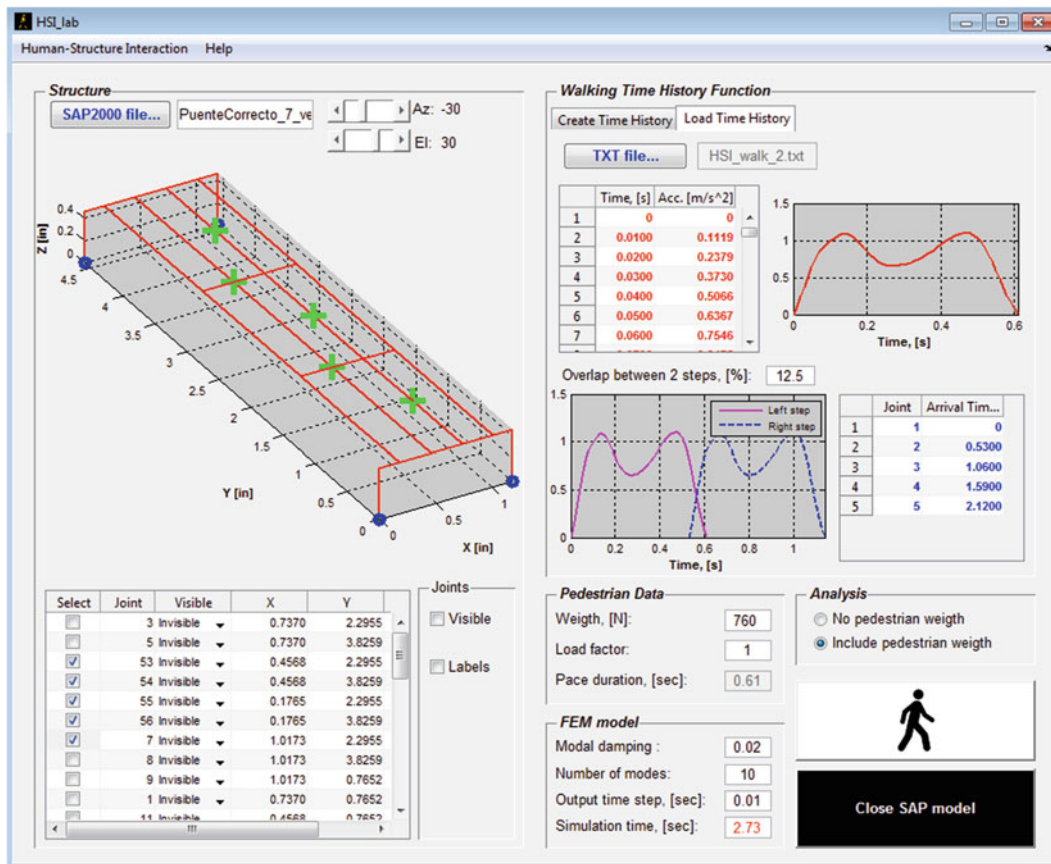 HSI_lab
Human-Structure Interaction Help
Structure
SAP2000 file... PuenteCorrecto_7_ve
Az: -30
El: 30
0.4
0.2
0
Z [in]
4.5
4
3.5
3
2.5
2
1.5
1
0.5
0
Y [in]
0
0.5
1
X [in]
Select Joint Visible X Y
3 Invisible 0.7370 2.2955
5 Invisible 0.7370 3.8259
53 Invisible 0.4568 2.2955
54 Invisible 0.4568 3.8259
55 Invisible 0.1765 2.2955
56 Invisible 0.1765 3.8259
7 Invisible 1.0173 2.2955
8 Invisible 1.0173 3.8259
9 Invisible 1.0173 0.7652
1 Invisible 0.7370 0.7652
11 Invisible 0.4568 0.7652
Joints
Visible
Labels
Walking Time History Function
Create Time History Load Time History
TXT file... HSI_walk_2.txt
Time, [s] Acc. [m/s^2]
1 0 0
2 0.0100 0.1119
3 0.0200 0.2379
4 0.0300 0.3730
5 0.0400 0.5066
6 0.0500 0.6367
7 0.0600 0.7546
1.5
1
0.5
0
0 0.2 0.4 0.6
Time, [s]
Overlap between 2 steps, [%]: 12.5
1.5
1
0.5
0
Left step
Right step
0 0.2 0.4 0.6 0.8 1
Time, [s]
Joint Arrival Tim...
1 1 0
2 2 0.5300
3 3 1.0600
4 4 1.5900
5 5 2.1200
Pedestrian Data
Weigth, [N]: 760
Load factor: 1
Pace duration, [sec]: 0.61
FEM model
Modal damping : 0.02
Number of modes: 10
Output time step, [sec]: 0.01
Simulation time, [sec]: 2.73
Analysis
No pedestrian weigth
Include pedestrian weigth
Close SAP model